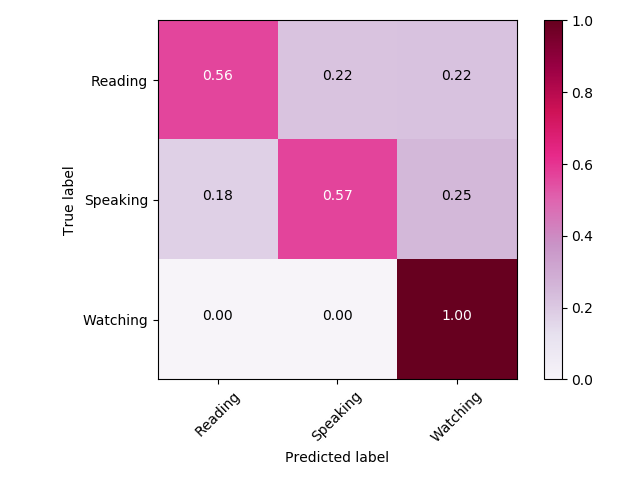 Reading 0.56 0.22 0.22
Speaking 0.18 0.57 0.25
Watching 0.00 0.00 1.00
Reading Speaking Watching
Predicted label
True label
1.0
0.8
0.6
0.4
0.2
0.0